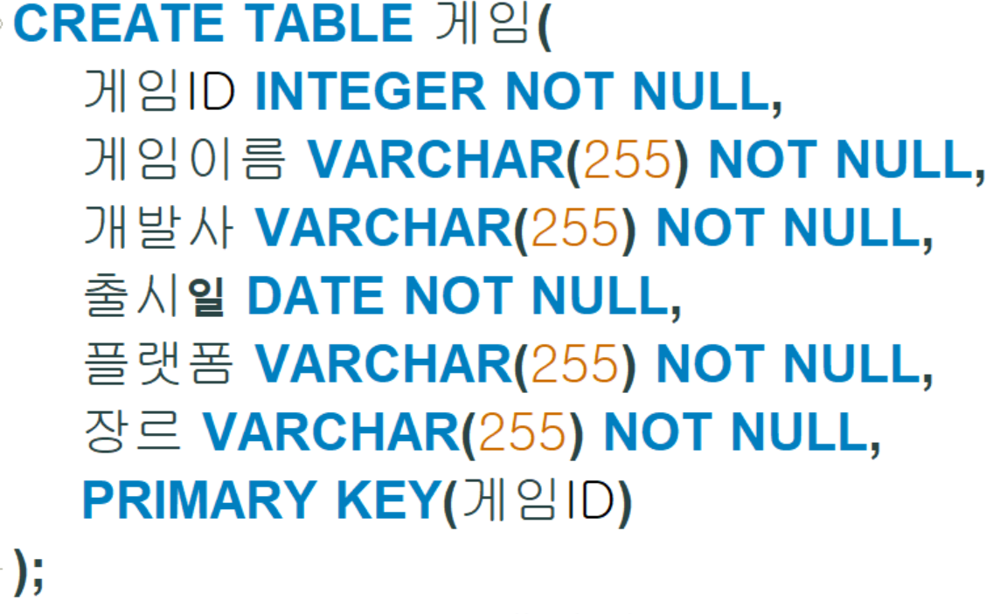 CREATE TABLE 게임(
게임ID INTEGER NOT NULL,
게임이름 VARCHAR(255) NOT NULL,
개발사 VARCHAR(255) NOT NULL,
출시일 DATE NOT NULL,
플랫폼 VARCHAR(255) NOT NULL,
장르 VARCHAR(255) NOT NULL,
PRIMARY KEY(게임ID)
);